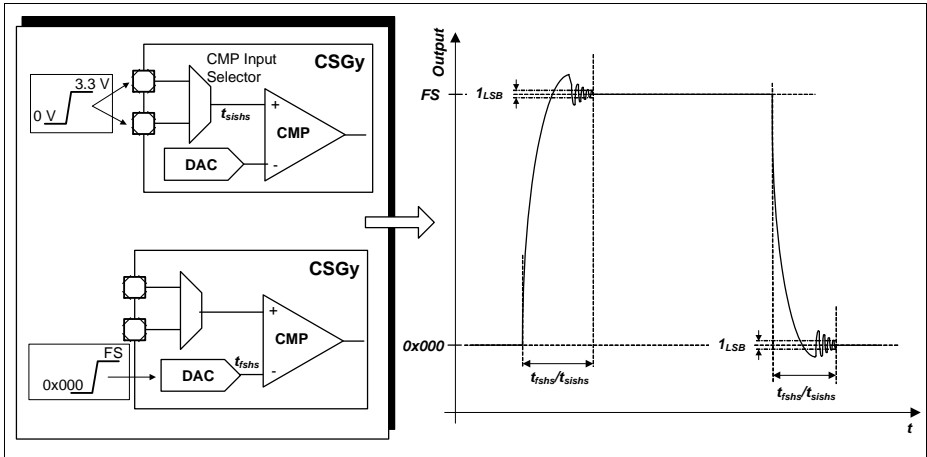 CSGy
CMP Input
Selector
3.3 V
0 V
tsishs
+
CMP
DAC
-
CSGy
+
CMP
FS
0x000
tfshs
DAC
-
Output
FS
1LSB
0x000
1LSB
tfshs/tsishs
tfshs/tsishs
t